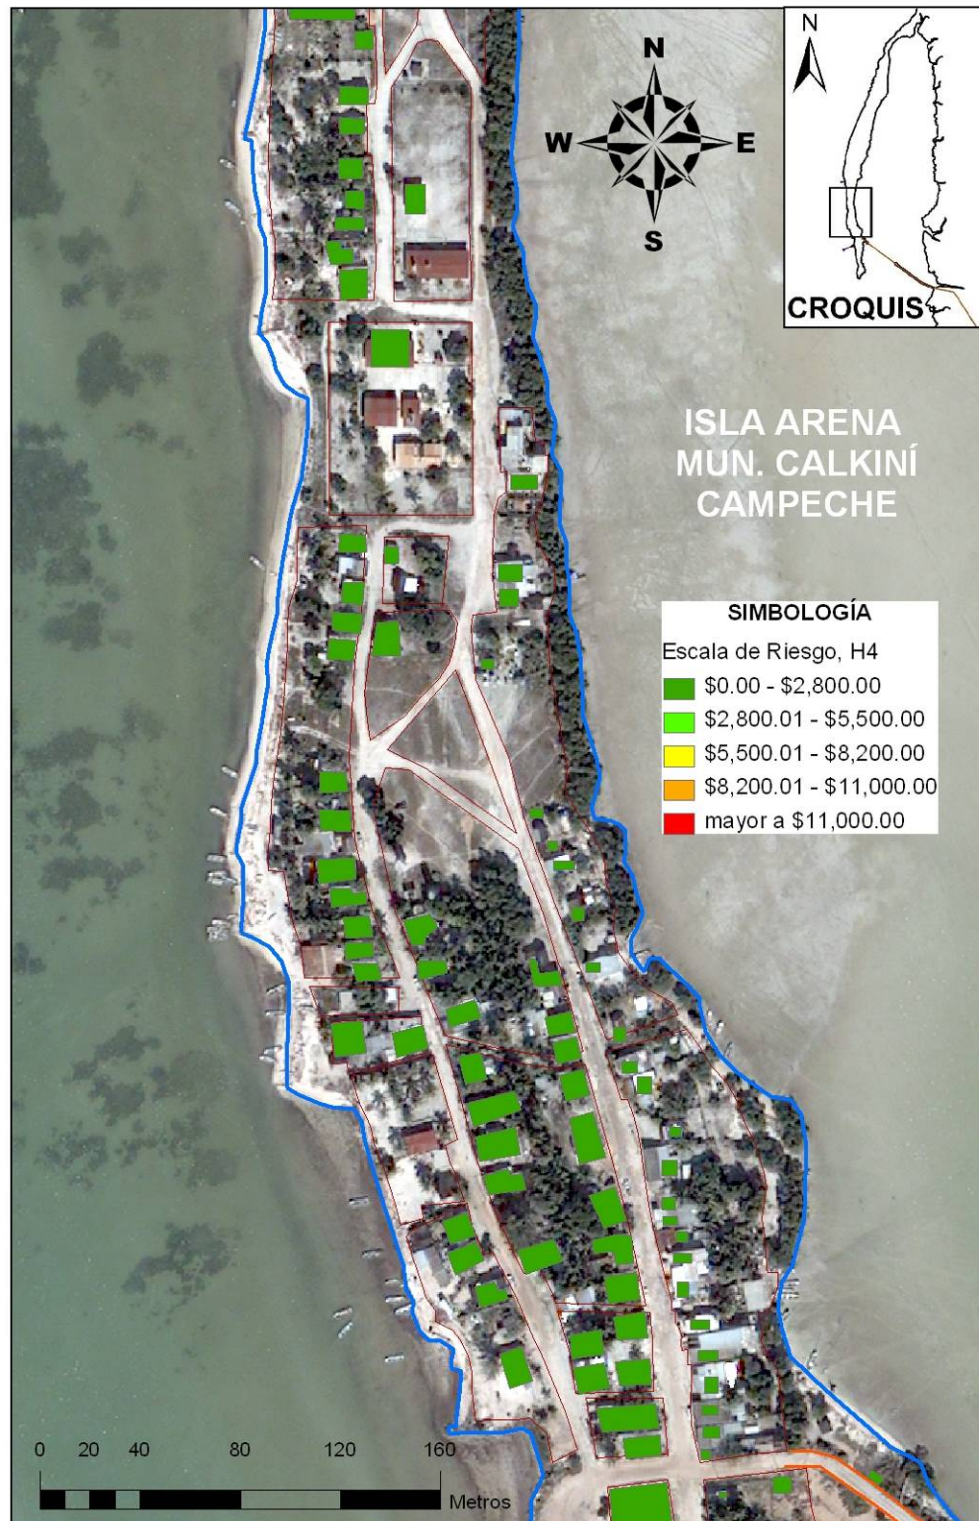 N
W
E
S
N
CROQUIS
ISLA ARENA
MUN. CALKINÍ
CAMPECHE
SIMBOLOGÍA
Escala de Riesgo, H4
$0.00 - $2,800.00
$2,800.01 - $5,500.00
$5,500.01 - $8,200.00
$8,200.01 - $11,000.00
mayor a $11,000.00
0 20 40 80 120 160
Metros